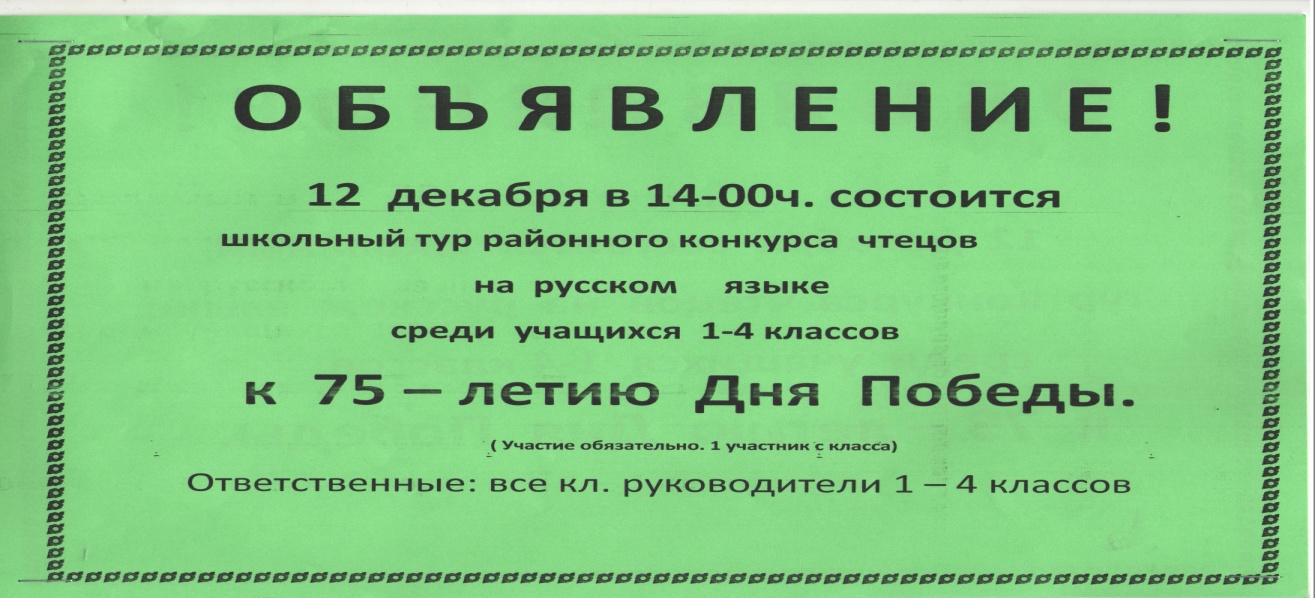 ОБЪЯВЛЕНИЕ!
12 декабря в 14-00ч. состоится
школьный тур районного конкурса чтецов
на русском языке
среди учащихся 1-4 классов
к 75 – летию Дня Победы.
( Участие обязательно. 1 участник с класса)
Ответственные: все кл. руководители 1 – 4 классов